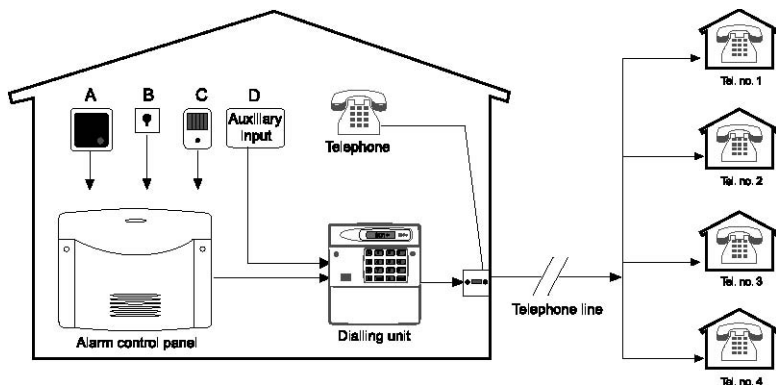 A
B
C
D
Auxiliary
input
Telephone
Alarm control panel
Dialling unit
Telephone line
Tel. no. 1
Tel. no. 2
Tel. no. 3
Tel. no. 4